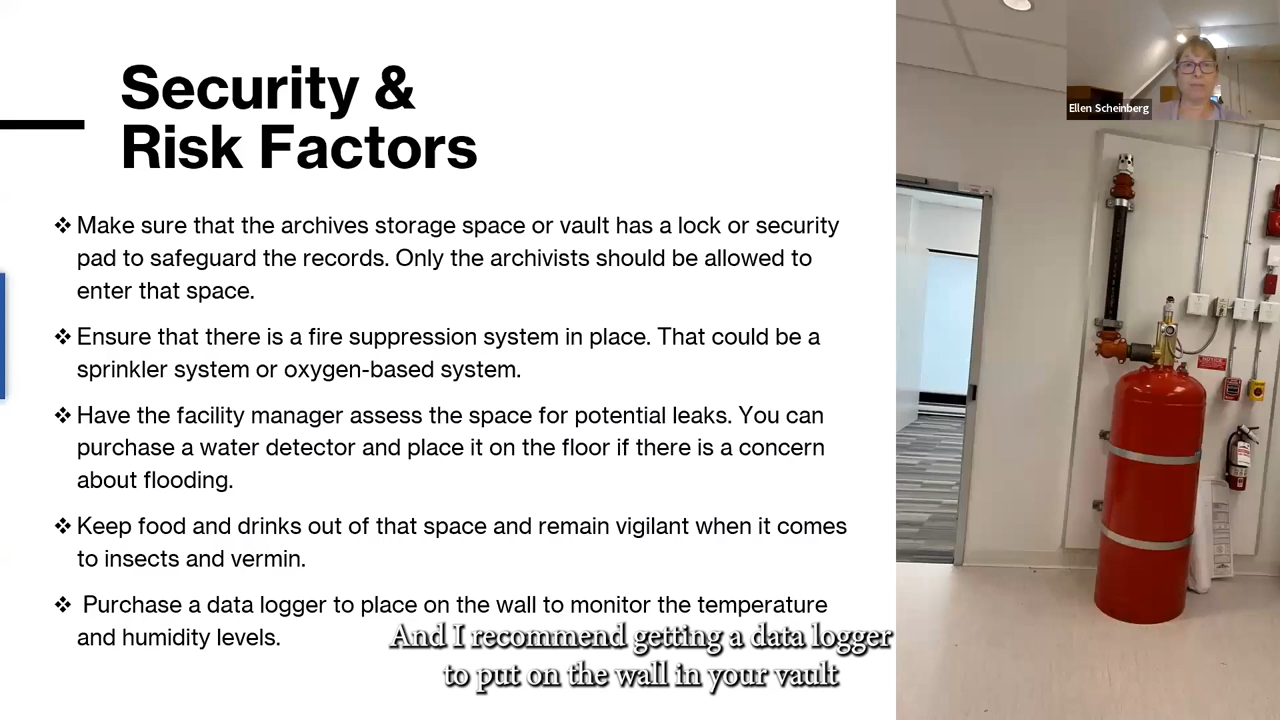 Security &
Risk Factors
❖ Make sure that the archives storage space or vault has a lock or security
pad to safeguard the records. Only the archivists should be allowed to
enter that space.
❖ Ensure that there is a fire suppression system in place. That could be a
sprinkler system or oxygen-based system.
❖ Have the facility manager assess the space for potential leaks. You can
purchase a water detector and place it on the floor if there is a concern
about flooding.
❖ Keep food and drinks out of that space and remain vigilant when it comes
to insects and vermin.
❖ Purchase a data logger to place on the wall to monitor the temperature
and humidity levels.
And I recommend getting a data logger
to put on the wall in your vault
Ellen Scheinberg
NOTICE